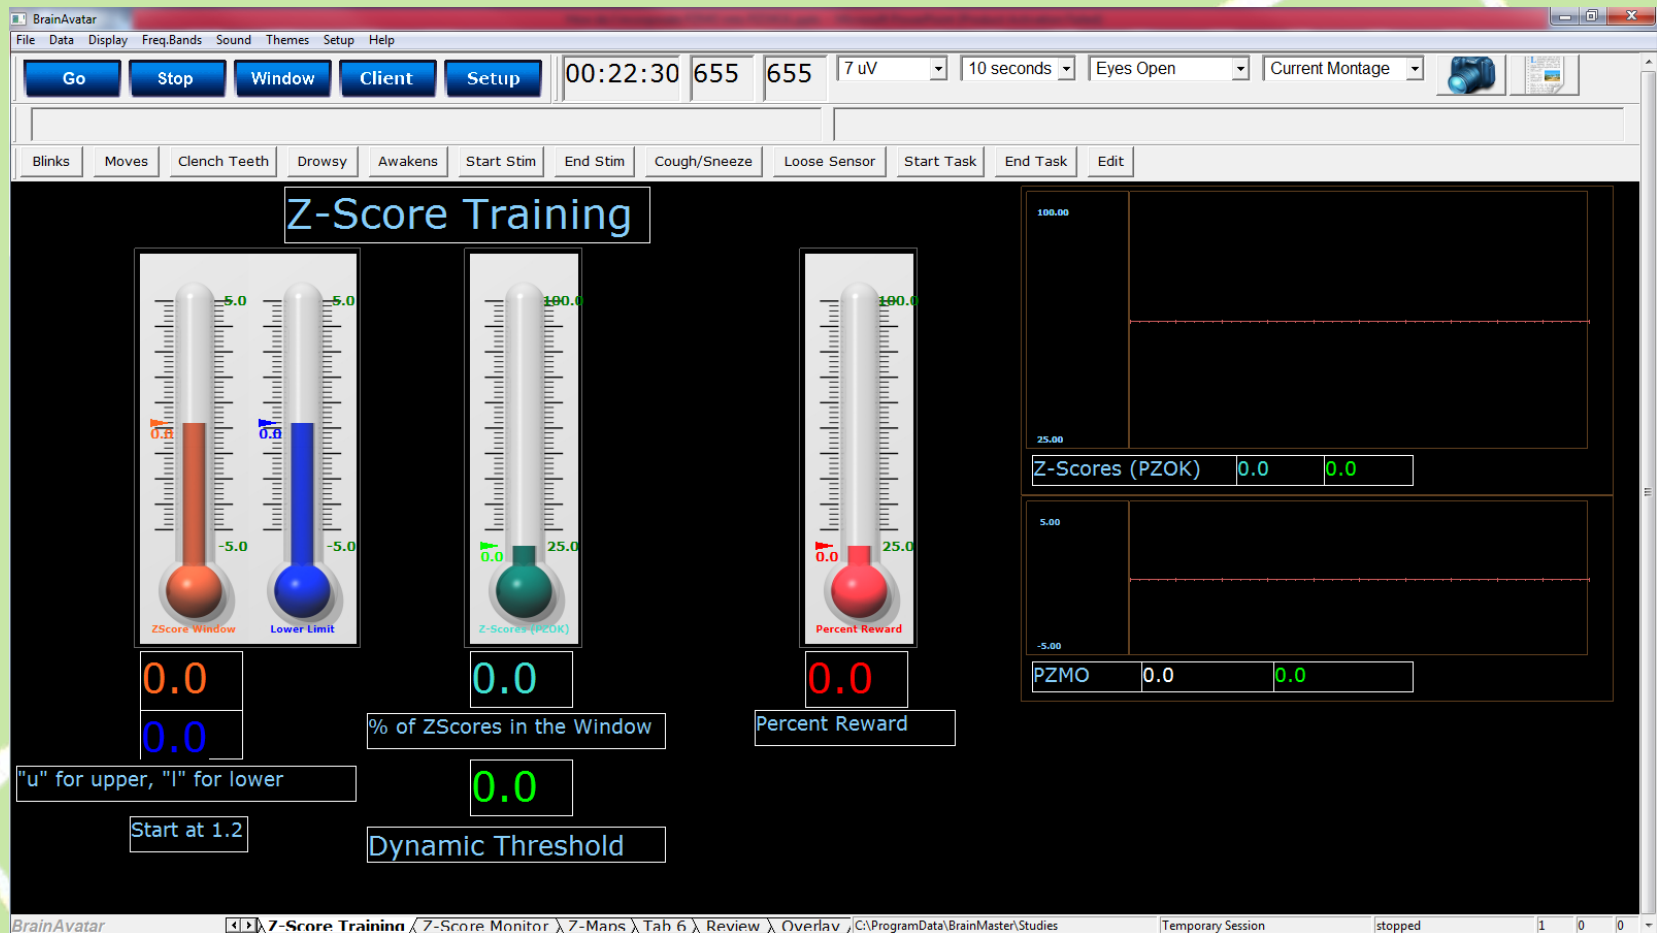 BrainAvatar
File Data Display Freq.Bands Sound Themes Setup Help
Go Stop Window Client Setup 00:22:30 655 655 7 uV 10 seconds Eyes Open Current Montage
Blinks Moves Clench Teeth Drowsy Awakens Start Stim End Stim Cough/Sneeze Loose Sensor Start Task End Task Edit
Z-Score Training
5.0 5.0 100.0 100.0
0.0 0.0
-5.0 -5.0 25.0 25.0
0.0 0.0
ZScore Window Lower Limit Z-Scores (PZOK) Percent Reward
0.0 0.0 0.0
0.0
% of ZScores in the Window
Percent Reward
"u" for upper, "l" for lower
0.0
Start at 1.2
Dynamic Threshold
100.00
25.00
Z-Scores (PZOK) 0.0 0.0
5.00
-5.00
PZMO 0.0 0.0
BrainAvatar Z-Score Training Z-Score Monitor Z-Maps Tab 6 Review Overlay C:\ProgramData\BrainMaster\Studies Temporary Session stopped 1 0 0